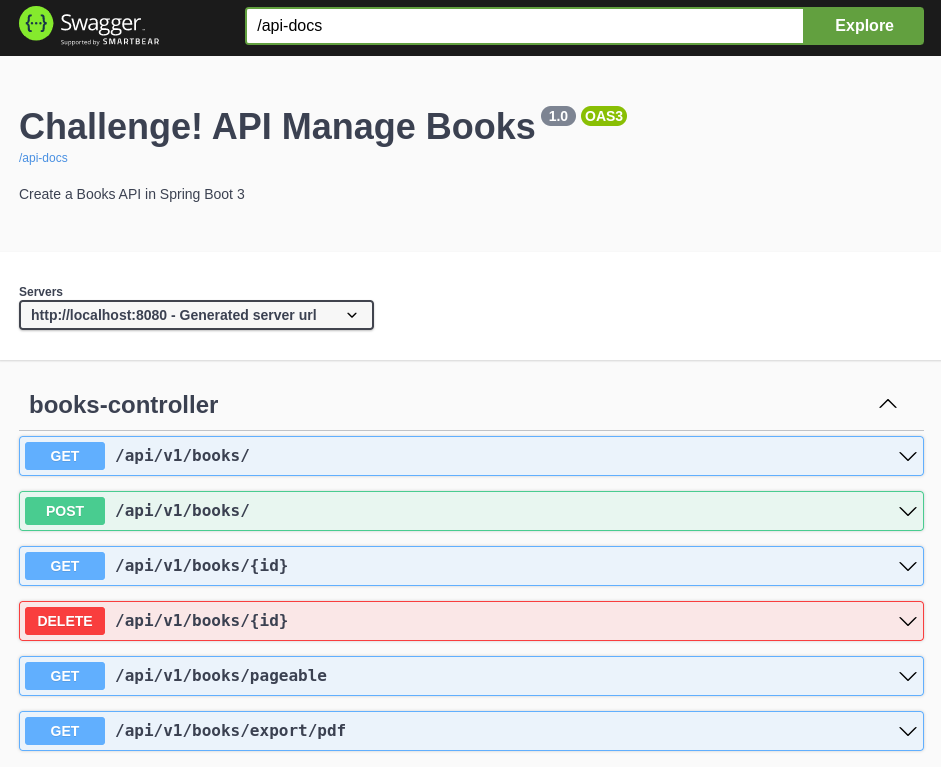 Swagger
Supported by SMARTBEAR
/api-docs
Explore
Challenge! API Manage Books 1.0 OAS3
/api-docs
Create a Books API in Spring Boot 3
Servers
http://localhost:8080 - Generated server url
books-controller
GET /api/v1/books/
POST /api/v1/books/
GET /api/v1/books/{id}
DELETE /api/v1/books/{id}
GET /api/v1/books/pageable
GET /api/v1/books/export/pdf